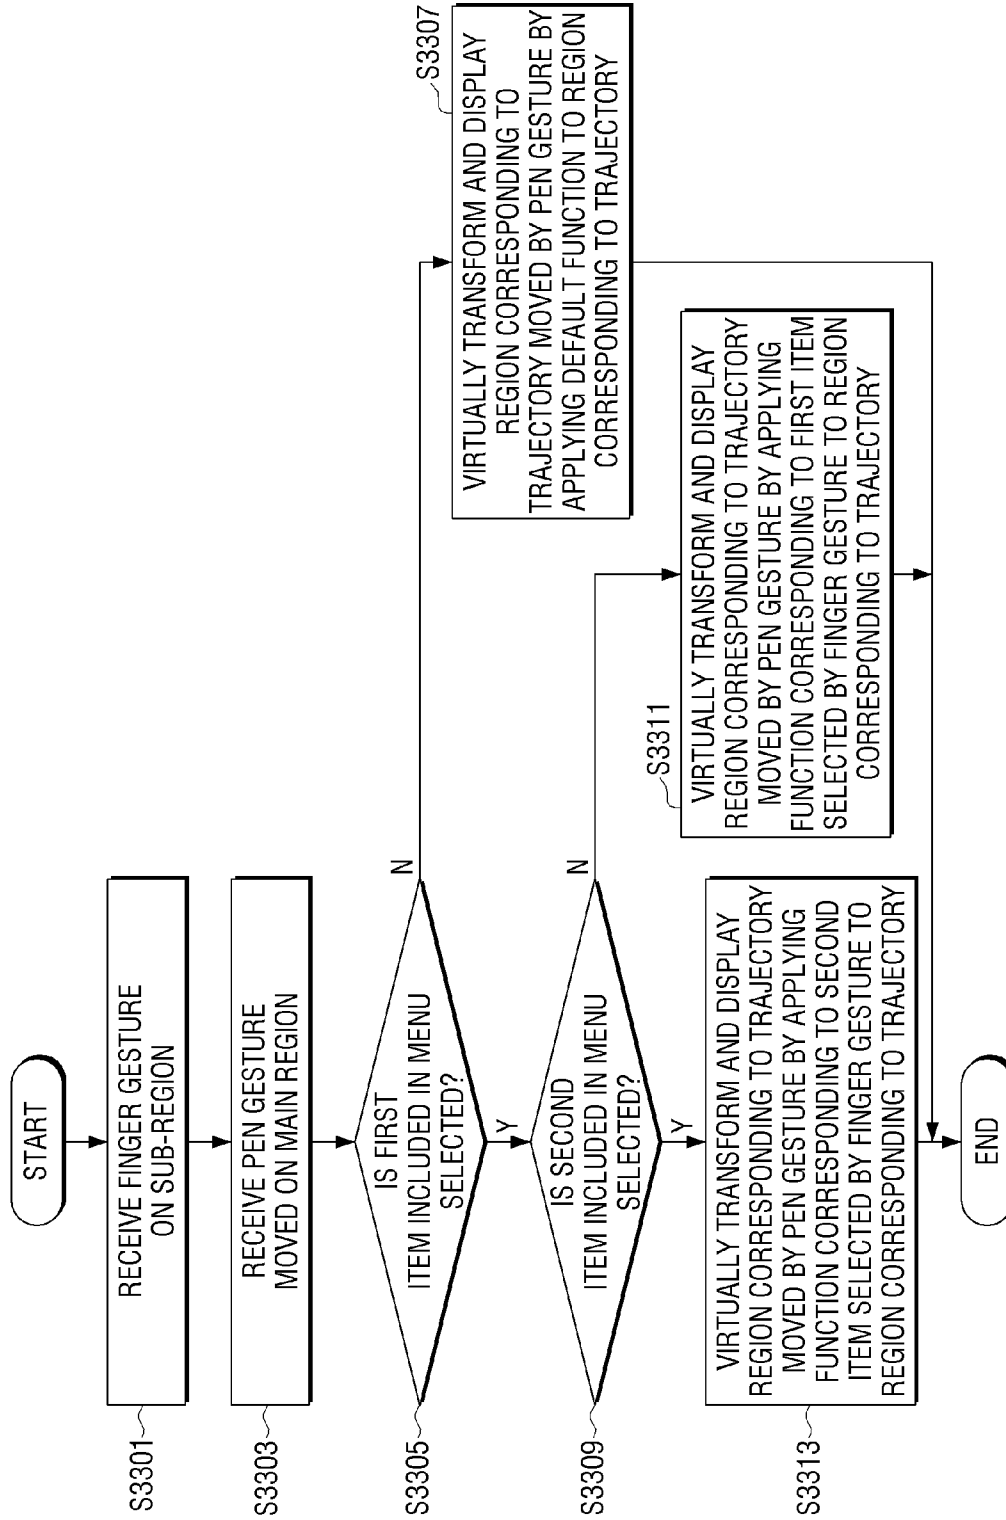 START
S3301
RECEIVE FINGER GESTURE
ON SUB-REGION
S3303
RECEIVE PEN GESTURE
MOVED ON MAIN REGION
S3305
IS FIRST
ITEM INCLUDED IN MENU
SELECTED?
N
Y
S3307
VIRTUALLY TRANSFORM AND DISPLAY
REGION CORRESPONDING TO
TRAJECTORY MOVED BY PEN GESTURE BY
APPLYING DEFAULT FUNCTION TO REGION
CORRESPONDING TO TRAJECTORY
S3309
IS SECOND
ITEM INCLUDED IN MENU
SELECTED?
N
Y
S3311
VIRTUALLY TRANSFORM AND DISPLAY
REGION CORRESPONDING TO TRAJECTORY
MOVED BY PEN GESTURE BY APPLYING
FUNCTION CORRESPONDING TO FIRST ITEM
SELECTED BY FINGER GESTURE TO REGION
CORRESPONDING TO TRAJECTORY
S3313
VIRTUALLY TRANSFORM AND DISPLAY
REGION CORRESPONDING TO TRAJECTORY
MOVED BY PEN GESTURE BY APPLYING
FUNCTION CORRESPONDING TO SECOND
ITEM SELECTED BY FINGER GESTURE TO
REGION CORRESPONDING TO TRAJECTORY
END